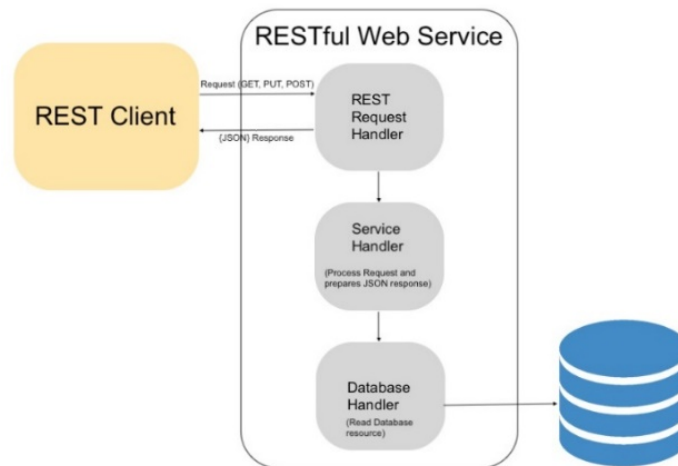 RESTful Web Service
REST Client
Request (GET, PUT, POST)
{JSON} Response
REST
Request
Handler
Service
Handler
(Process Request and
prepares JSON response)
Database
Handler
(Read Database
resource)